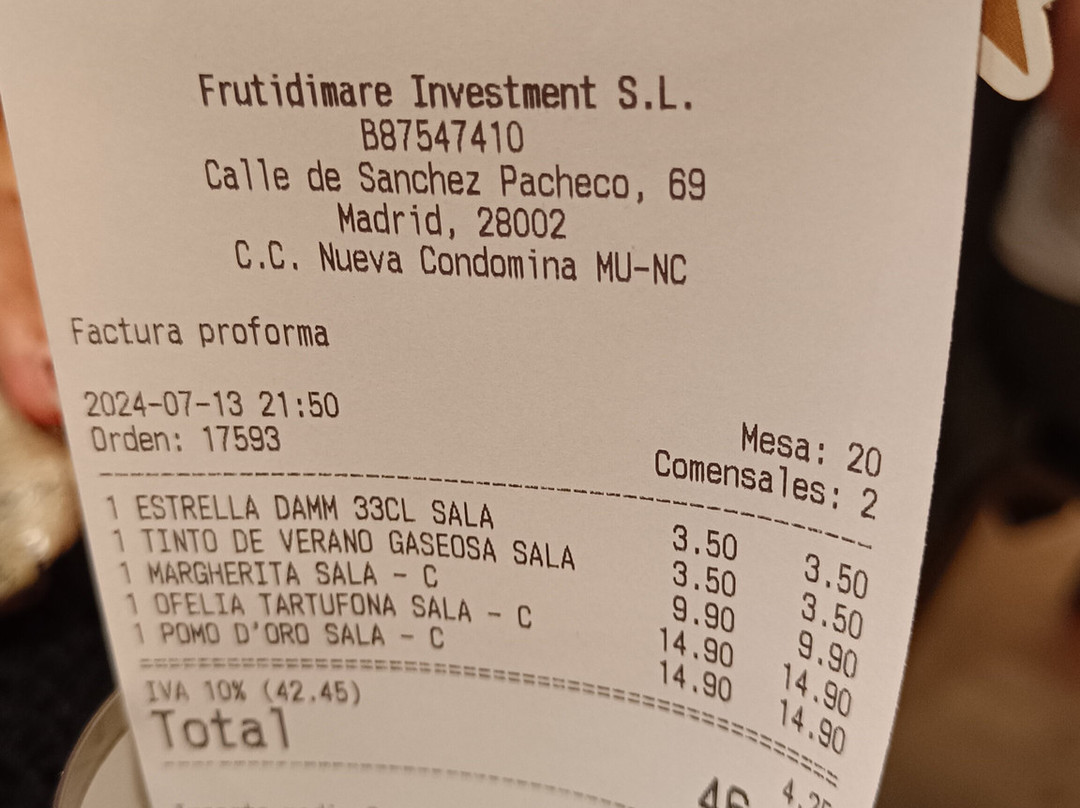 Frutidimare Investment S.L.
B87547410
Calle de Sanchez Pacheco, 69
Madrid, 28002
C.C. Nueva Condomina MU-NC
Factura proforma
2024-07-13 21:50
Orden: 17593
Mesa: 20
Comensales: 2
1 ESTRELLA DAMM 33CL SALA 3.50 3.50
1 TINTO DE VERANO GASEOSA SALA 3.50 3.50
1 MARGHERITA SALA - C 9.90 9.90
1 OFELIA TARTUFONA SALA - C 14.90 14.90
1 POMO D'ORO SALA - C 14.90 14.90
IVA 10% (42.45)
Total